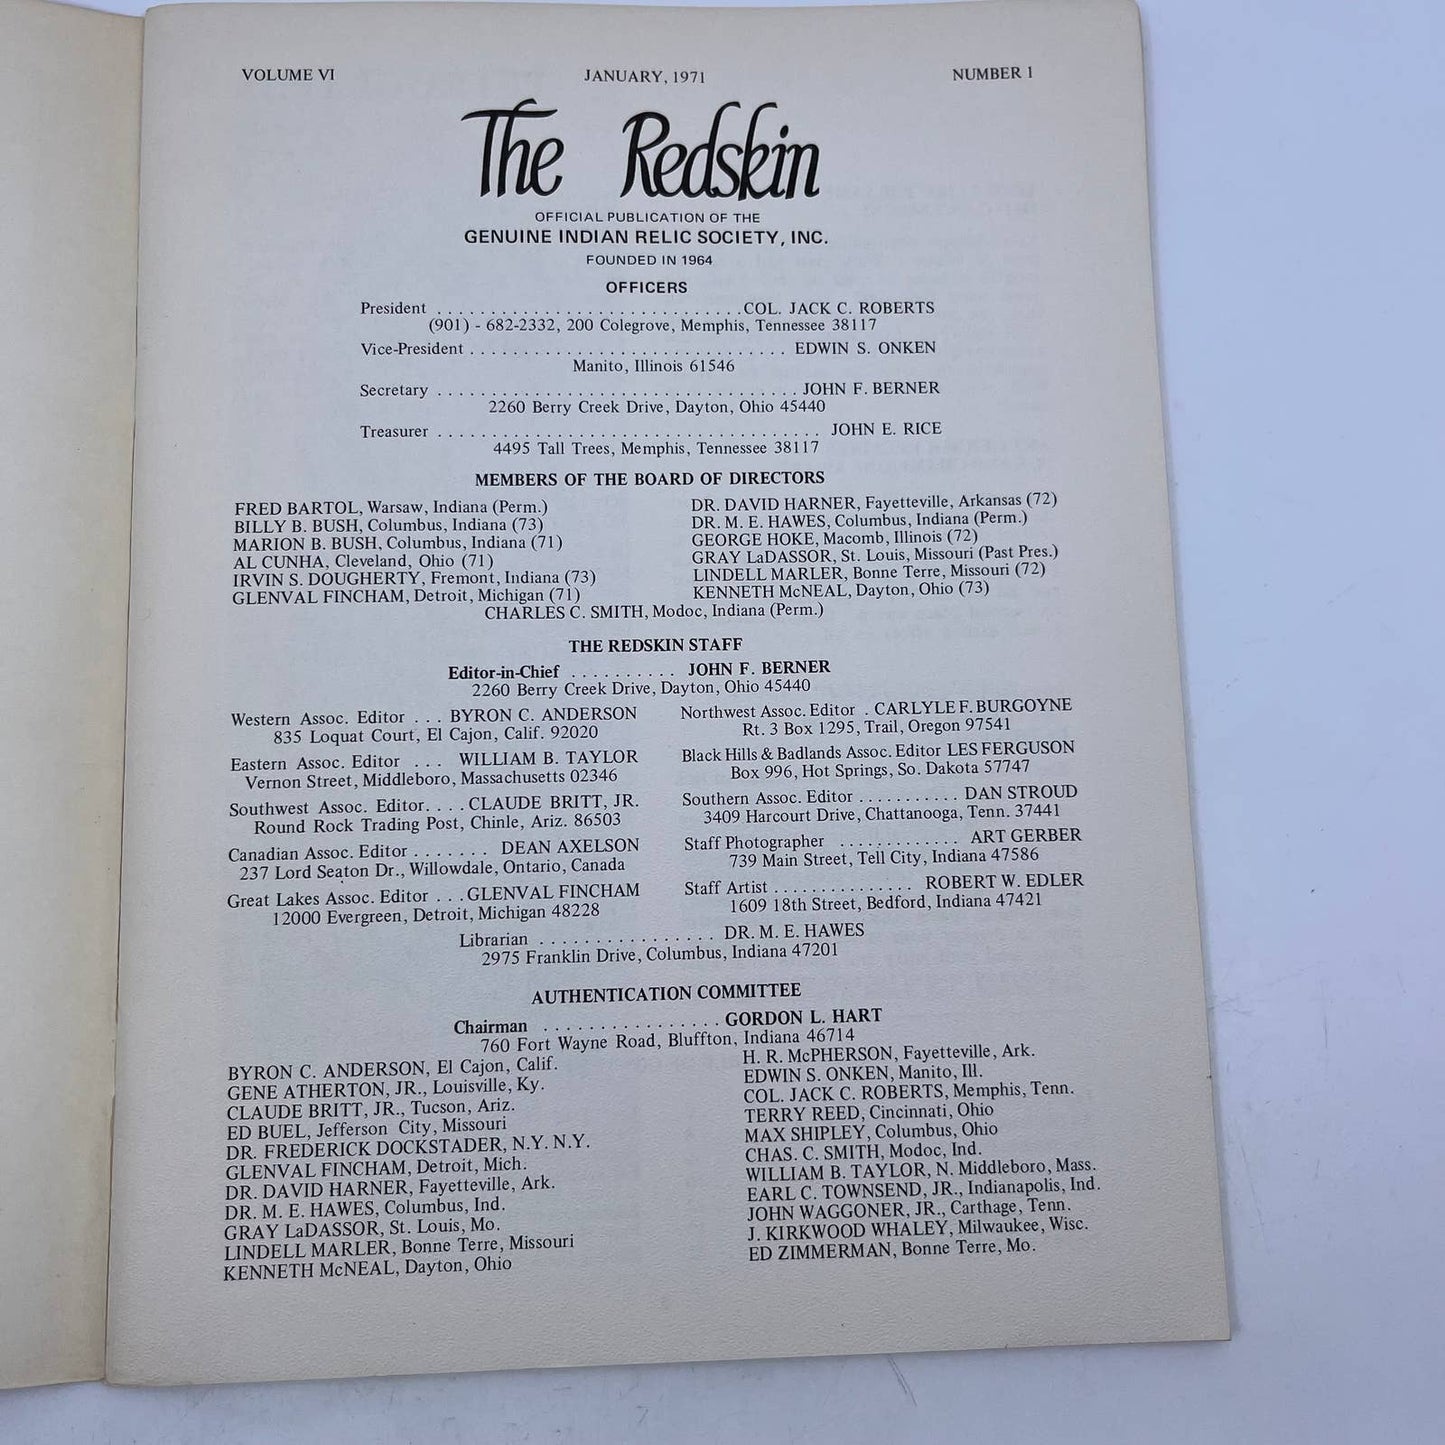 VOLUME VI JANUARY, 1971 NUMBER 1
The Redskin
OFFICIAL PUBLICATION OF THE
GENUINE INDIAN RELIC SOCIETY, INC.
FOUNDED IN 1964
OFFICERS
President . . . . . . . . . . . . . . . . . . . . . . . . . . . . COL. JACK C. ROBERTS
(901) - 682-2332, 200 Colegrove, Memphis, Tennessee 38117
Vice-President . . . . . . . . . . . . . . . . . . . . . . . . . . . . . EDWIN S. ONKEN
Manito, Illinois 61546
Secretary . . . . . . . . . . . . . . . . . . . . . . . . . . . . . . . . . JOHN F. BERNER
2260 Berry Creek Drive, Dayton, Ohio 45440
Treasurer . . . . . . . . . . . . . . . . . . . . . . . . . . . . . . . . . . . JOHN E. RICE
4495 Tall Trees, Memphis, Tennessee 38117
MEMBERS OF THE BOARD OF DIRECTORS
FRED BARTOL, Warsaw, Indiana (Perm.)
BILLY B. BUSH, Columbus, Indiana (73)
MARION B. BUSH, Columbus, Indiana (71)
AL CUNHA, Cleveland, Ohio (71)
IRVIN S. DOUGHERTY, Fremont, Indiana (73)
GLENVAL FINCHAM, Detroit, Michigan (71)
DR. DAVID HARNER, Fayetteville, Arkansas (72)
DR. M. E. HAWES, Columbus, Indiana (Perm.)
GEORGE HOKE, Macomb, Illinois (72)
GRAY LaDASSOR, St. Louis, Missouri (Past Pres.)
LINDELL MARLER, Bonne Terre, Missouri (72)
KENNETH McNEAL, Dayton, Ohio (73)
CHARLES C. SMITH, Modoc, Indiana (Perm.)
THE REDSKIN STAFF
Editor-in-Chief . . . . . . . . . . JOHN F. BERNER
2260 Berry Creek Drive, Dayton, Ohio 45440
Western Assoc. Editor . . . BYRON C. ANDERSON
835 Loquat Court, El Cajon, Calif. 92020
Eastern Assoc. Editor . . . WILLIAM B. TAYLOR
Vernon Street, Middleboro, Massachusetts 02346
Southwest Assoc. Editor. . . . CLAUDE BRITT, JR.
Round Rock Trading Post, Chinle, Ariz. 86503
Canadian Assoc. Editor . . . . . . . DEAN AXELSON
237 Lord Seaton Dr., Willowdale, Ontario, Canada
Great Lakes Assoc. Editor . . . GLENVAL FINCHAM
12000 Evergreen, Detroit, Michigan 48228
Northwest Assoc. Editor . CARLYLE F. BURGOYNE
Rt. 3 Box 1295, Trail, Oregon 97541
Black Hills & Badlands Assoc. Editor LES FERGUSON
Box 996, Hot Springs, So. Dakota 57747
Southern Assoc. Editor . . . . . . . . . . . DAN STROUD
3409 Harcourt Drive, Chattanooga, Tenn. 37441
Staff Photographer . . . . . . . . . . . . . ART GERBER
739 Main Street, Tell City, Indiana 47586
Staff Artist . . . . . . . . . . . . . . . ROBERT W. EDLER
1609 18th Street, Bedford, Indiana 47421
Librarian . . . . . . . . . . . . . . . . DR. M. E. HAWES
2975 Franklin Drive, Columbus, Indiana 47201
AUTHENTICATION COMMITTEE
Chairman . . . . . . . . . . . . . . . . GORDON L. HART
760 Fort Wayne Road, Bluffton, Indiana 46714
BYRON C. ANDERSON, El Cajon, Calif.
GENE ATHERTON, JR., Louisville, Ky.
CLAUDE BRITT, JR., Tucson, Ariz.
ED BUEL, Jefferson City, Missouri
DR. FREDERICK DOCKSTADER, N.Y. N.Y.
GLENVAL FINCHAM, Detroit, Mich.
DR. DAVID HARNER, Fayetteville, Ark.
DR. M. E. HAWES, Columbus, Ind.
GRAY LaDASSOR, St. Louis, Mo.
LINDELL MARLER, Bonne Terre, Missouri
KENNETH McNEAL, Dayton, Ohio
H. R. McPHERSON, Fayetteville, Ark.
EDWIN S. ONKEN, Manito, Ill.
COL. JACK C. ROBERTS, Memphis, Tenn.
TERRY REED, Cincinnati, Ohio
MAX SHIPLEY, Columbus, Ohio
CHAS. C. SMITH, Modoc, Ind.
WILLIAM B. TAYLOR, N. Middleboro, Mass.
EARL C. TOWNSEND, JR., Indianapolis, Ind.
JOHN WAGGONER, JR., Carthage, Tenn.
J. KIRKWOOD WHALEY, Milwaukee, Wisc.
ED ZIMMERMAN, Bonne Terre, Mo.